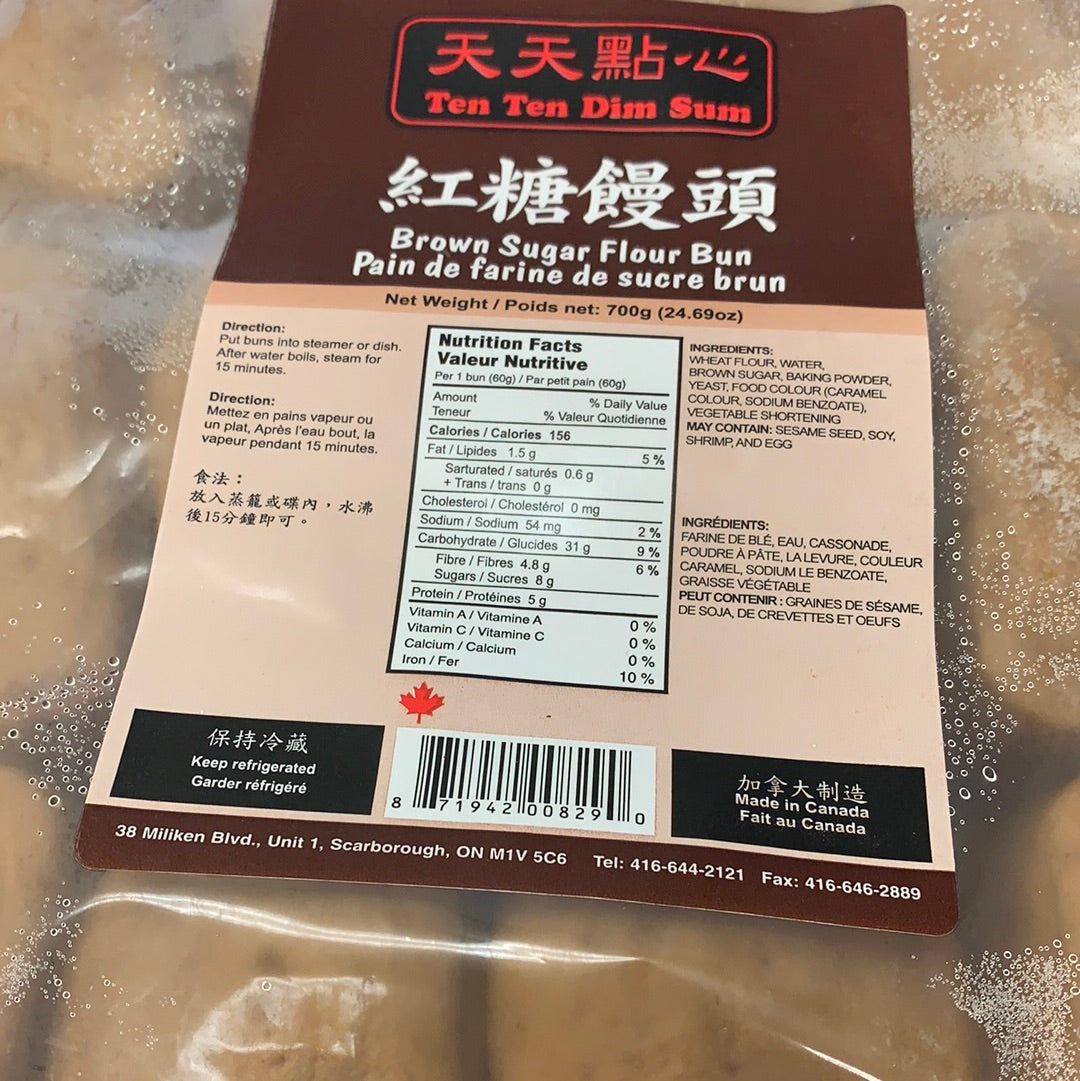 天天點心
Ten Ten Dim Sum
紅糖饅頭
Brown Sugar Flour Bun
Pain de farine de sucre brun
Net Weight / Poids net: 700g (24.69oz)
Direction:
Put buns into steamer or dish.
After water boils, steam for
15 minutes.
Direction:
Mettez en pains vapeur ou
un plat, Après l'eau bout, la
vapeur pendant 15 minutes.
食法：
放入蒸籠或碟內，水沸
後15分鐘即可。
Nutrition Facts
Valeur Nutritive
Per 1 bun (60g) / Par petit pain (60g)
Amount % Daily Value
Teneur % Valeur Quotidienne
Calories / Calories 156
Fat / Lipides 1.5 g 5 %
Sarturated / saturés 0.6 g
+ Trans / trans 0 g
Cholesterol / Cholestérol 0 mg
Sodium / Sodium 54 mg 2 %
Carbohydrate / Glucides 31 g 9 %
Fibre / Fibres 4.8 g 6 %
Sugars / Sucres 8 g
Protein / Protéines 5 g
Vitamin A / Vitamine A 0 %
Vitamin C / Vitamine C 0 %
Calcium / Calcium 0 %
Iron / Fer 10 %
INGREDIENTS:
WHEAT FLOUR, WATER,
BROWN SUGAR, BAKING POWDER,
YEAST, FOOD COLOUR (CARAMEL
COLOUR, SODIUM BENZOATE),
VEGETABLE SHORTENING
MAY CONTAIN: SESAME SEED, SOY,
SHRIMP, AND EGG
INGRÉDIENTS:
FARINE DE BLÉ, EAU, CASSONADE,
POUDRE À PÂTE, LA LEVURE, COULEUR
CARAMEL, SODIUM LE BENZOATE,
GRAISSE VÉGÉTABLE
PEUT CONTENIR : GRAINES DE SÉSAME,
DE SOJA, DE CREVETTES ET OEUFS
保持冷藏
Keep refrigerated
Garder réfrigéré
8 71942 00829 0
加拿大制造
Made in Canada
Fait au Canada
38 Miliken Blvd., Unit 1, Scarborough, ON M1V 5C6 Tel: 416-644-2121 Fax: 416-646-2889